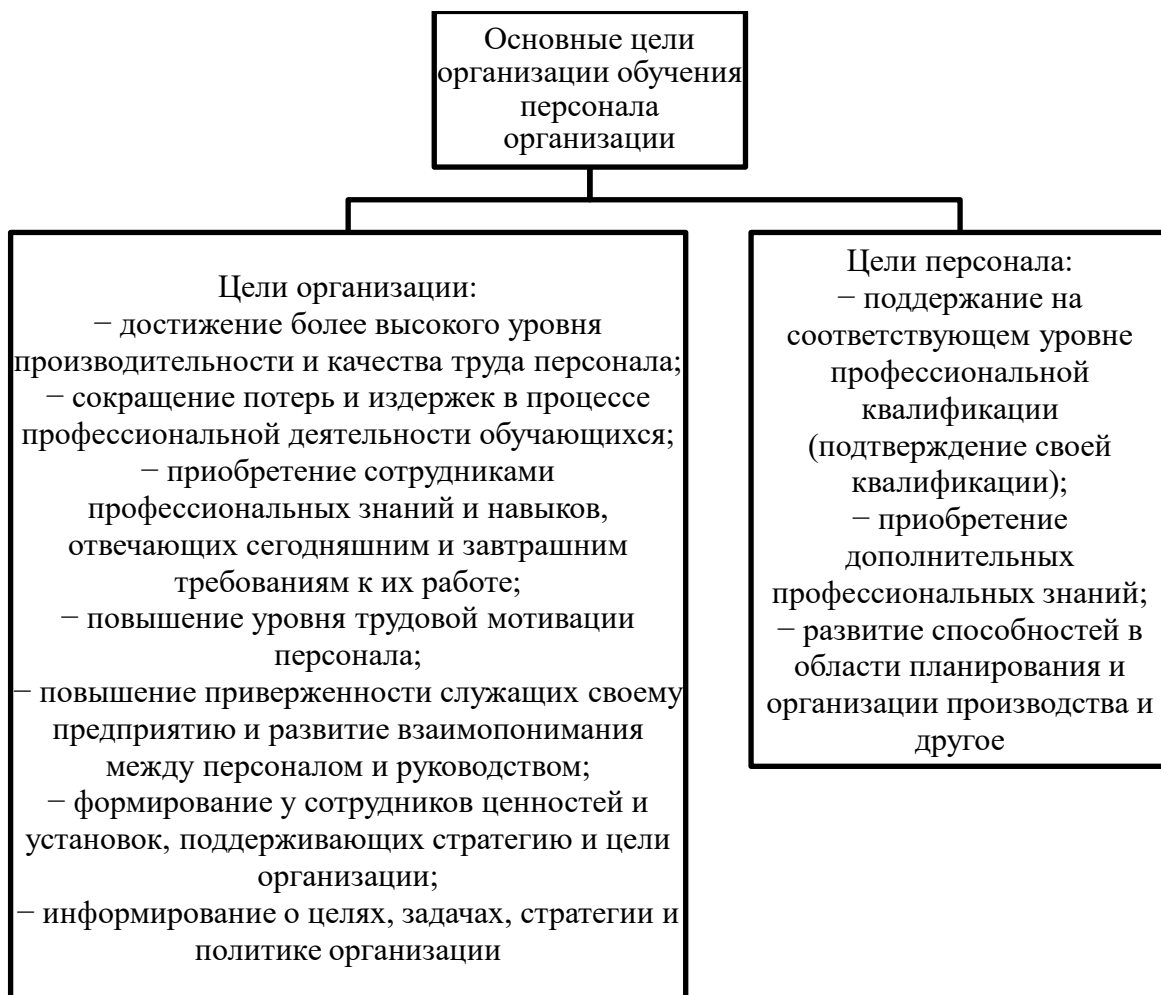 Основные цели
организации обучения
персонала
организации
Цели организации:
− достижение более высокого уровня
производительности и качества труда персонала;
− сокращение потерь и издержек в процессе
профессиональной деятельности обучающихся;
− приобретение сотрудниками
профессиональных знаний и навыков,
отвечающих сегодняшним и завтрашним
требованиям к их работе;
− повышение уровня трудовой мотивации
персонала;
− повышение приверженности служащих своему
предприятию и развитие взаимопонимания
между персоналом и руководством;
− формирование у сотрудников ценностей и
установок, поддерживающих стратегию и цели
организации;
− информирование о целях, задачах, стратегии и
политике организации
Цели персонала:
− поддержание на
соответствующем уровне
профессиональной
квалификации
(подтверждение своей
квалификации);
− приобретение
дополнительных
профессиональных знаний;
− развитие способностей в
области планирования и
организации производства и
другое